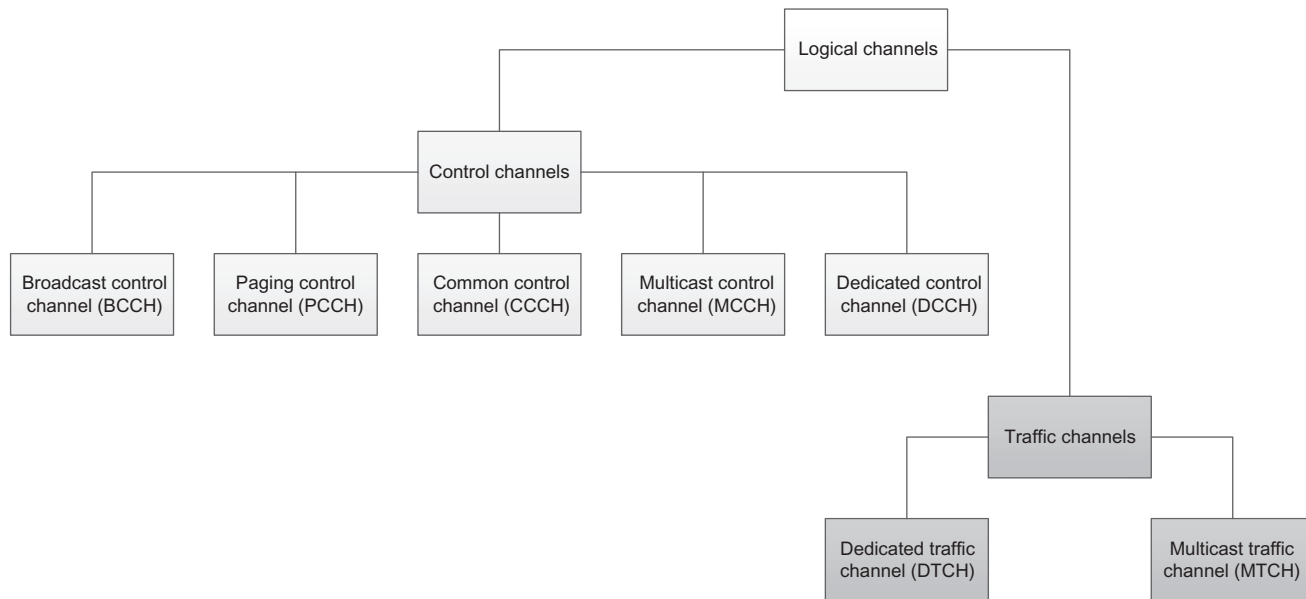 Logical channels
Control channels
Broadcast control
channel (BCCH)
Paging control
channel (PCCH)
Common control
channel (CCCH)
Multicast control
channel (MCCH)
Dedicated control
channel (DCCH)
Traffic channels
Dedicated traffic
channel (DTCH)
Multicast traffic
channel (MTCH)